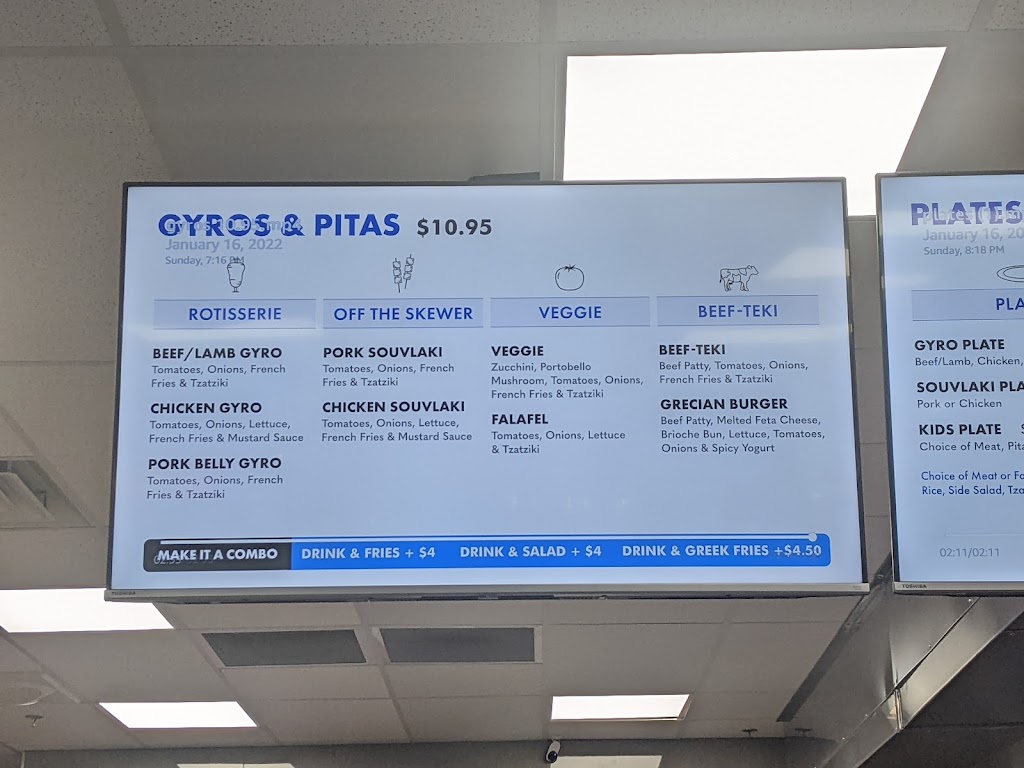 GYROS & PITAS $10.95
January 16, 2022
Sunday, 7:16 PM
ROTISSERIE
BEEF/LAMB GYRO
Tomatoes, Onions, French
Fries & Tzatziki
CHICKEN GYRO
Tomatoes, Onions, Lettuce,
French Fries & Mustard Sauce
PORK BELLY GYRO
Tomatoes, Onions, French
Fries & Tzatziki
OFF THE SKEWER
PORK SOUVLAKI
Tomatoes, Onions, French
Fries & Tzatziki
CHICKEN SOUVLAKI
Tomatoes, Onions, Lettuce,
French Fries & Mustard Sauce
VEGGIE
VEGGIE
Zucchini, Portobello
Mushroom, Tomatoes, Onions,
French Fries & Tzatziki
FALAFEL
Tomatoes, Onions, Lettuce
& Tzatziki
BEEF-TEKI
BEEF-TEKI
Beef Patty, Tomatoes, Onions,
French Fries & Tzatziki
GRECIAN BURGER
Beef Patty, Melted Feta Cheese,
Brioche Bun, Lettuce, Tomatoes,
Onions & Spicy Yogurt
MAKE IT A COMBO DRINK & FRIES + $4 DRINK & SALAD + $4 DRINK & GREEK FRIES +$4.50
TOSHIBA
PLATES
January 16, 20
Sunday, 8:18 PM
PLA
GYRO PLATE
Beef/Lamb, Chicken,
SOUVLAKI PLA
Pork or Chicken
KIDS PLATE
Choice of Meat, Pita
Choice of Meat or Fa
Rice, Side Salad, Tza
02:11/02:11
TOSHIBA